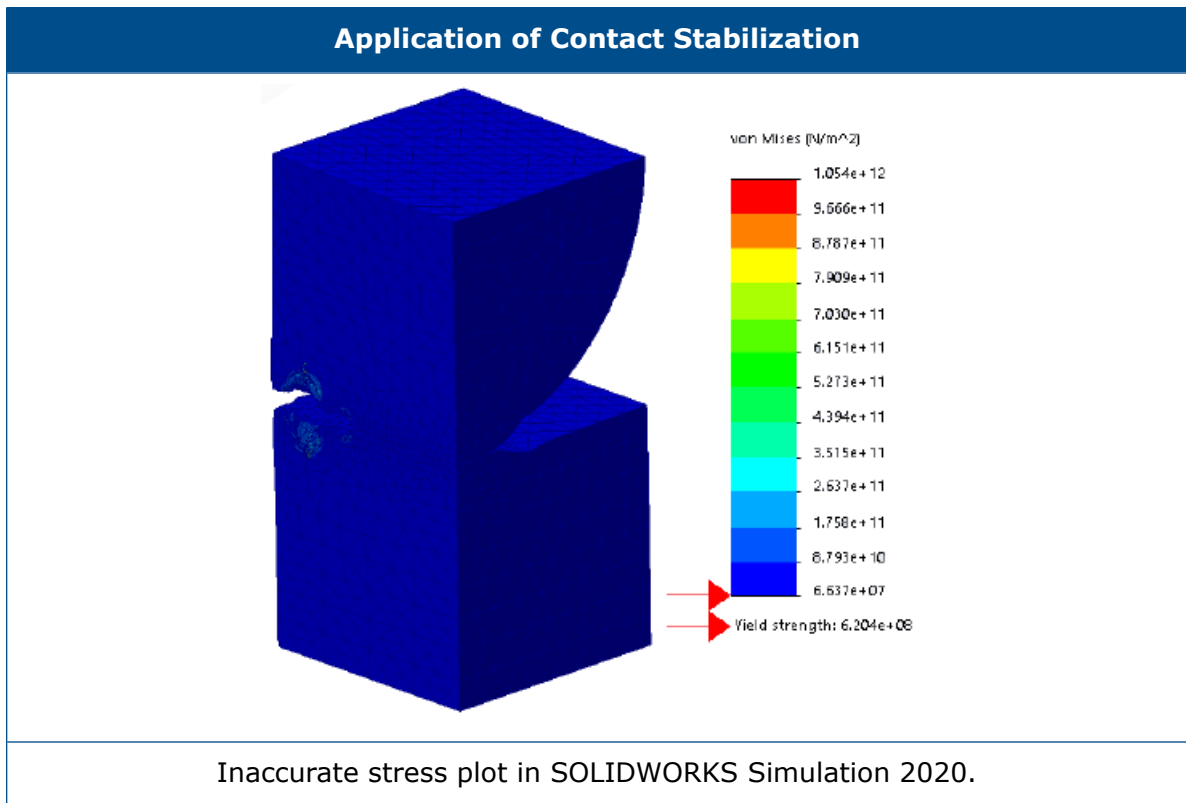 Application of Contact Stabilization
von Mises (N/m^2)
1.054e+12
9.666e+11
8.787e+11
7.909e+11
7.030e+11
6.151e+11
5.273e+11
4.394e+11
3.515e+11
2.637e+11
1.758e+11
8.793e+10
6.637e+07
Yield strength: 6.204e+08
Inaccurate stress plot in SOLIDWORKS Simulation 2020.